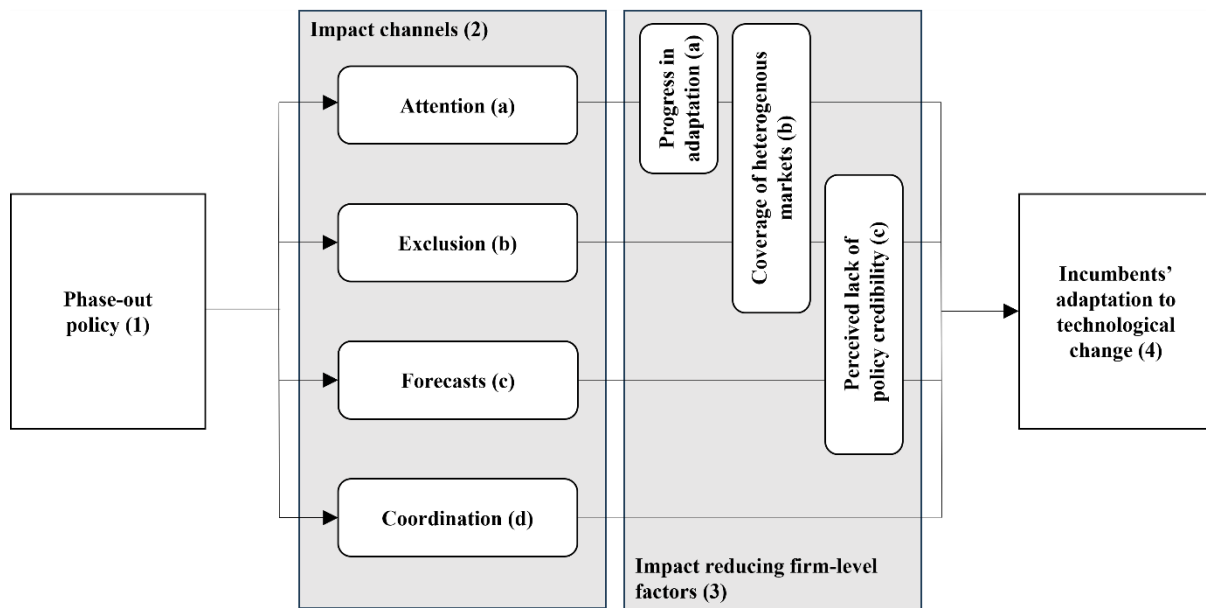 Phase-out
policy (1)
Impact channels (2)
Attention (a)
Exclusion (b)
Forecasts (c)
Coordination (d)
Progress in
adaptation (a)
Coverage of heterogenous
markets (b)
Perceived lack of
policy credibility (c)
Impact reducing firm-level
factors (3)
Incumbents’
adaptation to
technological
change (4)